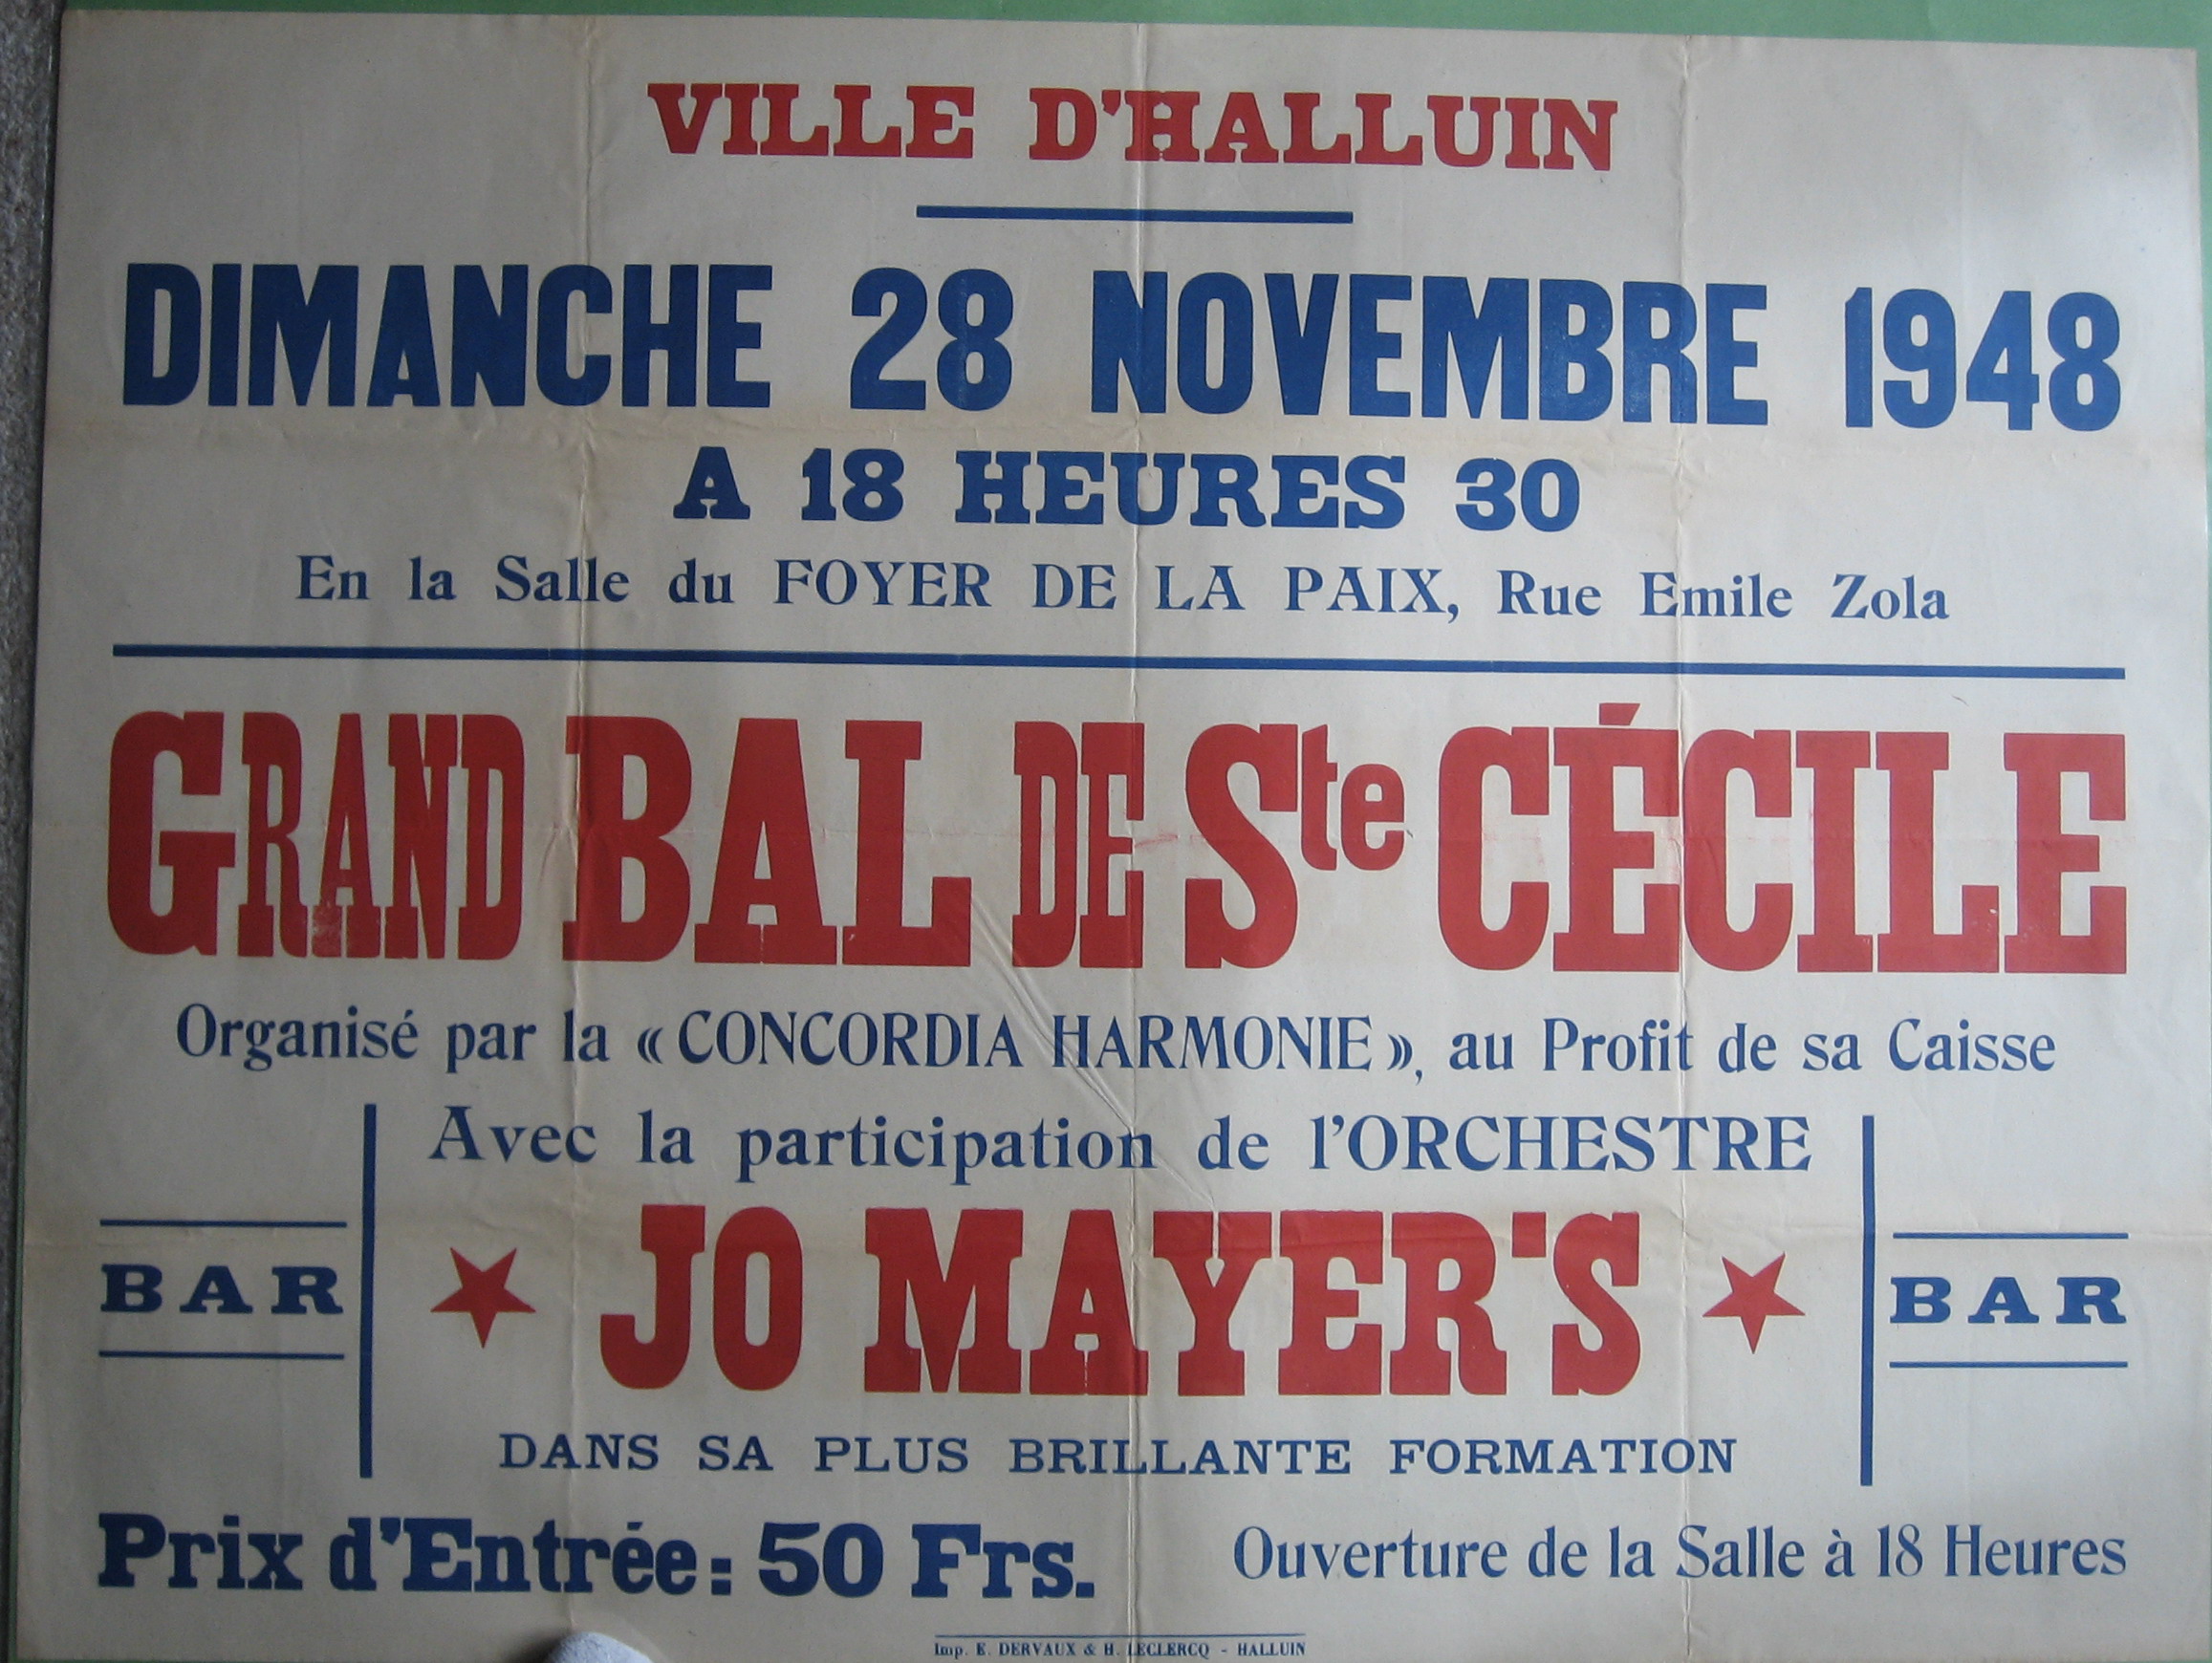 VILLE D'HALLUIN
DIMANCHE 28 NOVEMBRE 1948
A 18 HEURES 30
En la Salle du FOYER DE LA PAIX, Rue Emile Zola
GRAND BAL DE Ste CÉCILE
Organisé par la « CONCORDIA HARMONIE », au Profit de sa Caisse
Avec la participation de l'ORCHESTRE
BAR ★ JO MAYER'S ★ BAR
DANS SA PLUS BRILLANTE FORMATION
Prix d'Entrée : 50 Frs. Ouverture de la Salle à 18 Heures
Imp. E. DERVAUX & H. LECLERCQ - HALLUIN